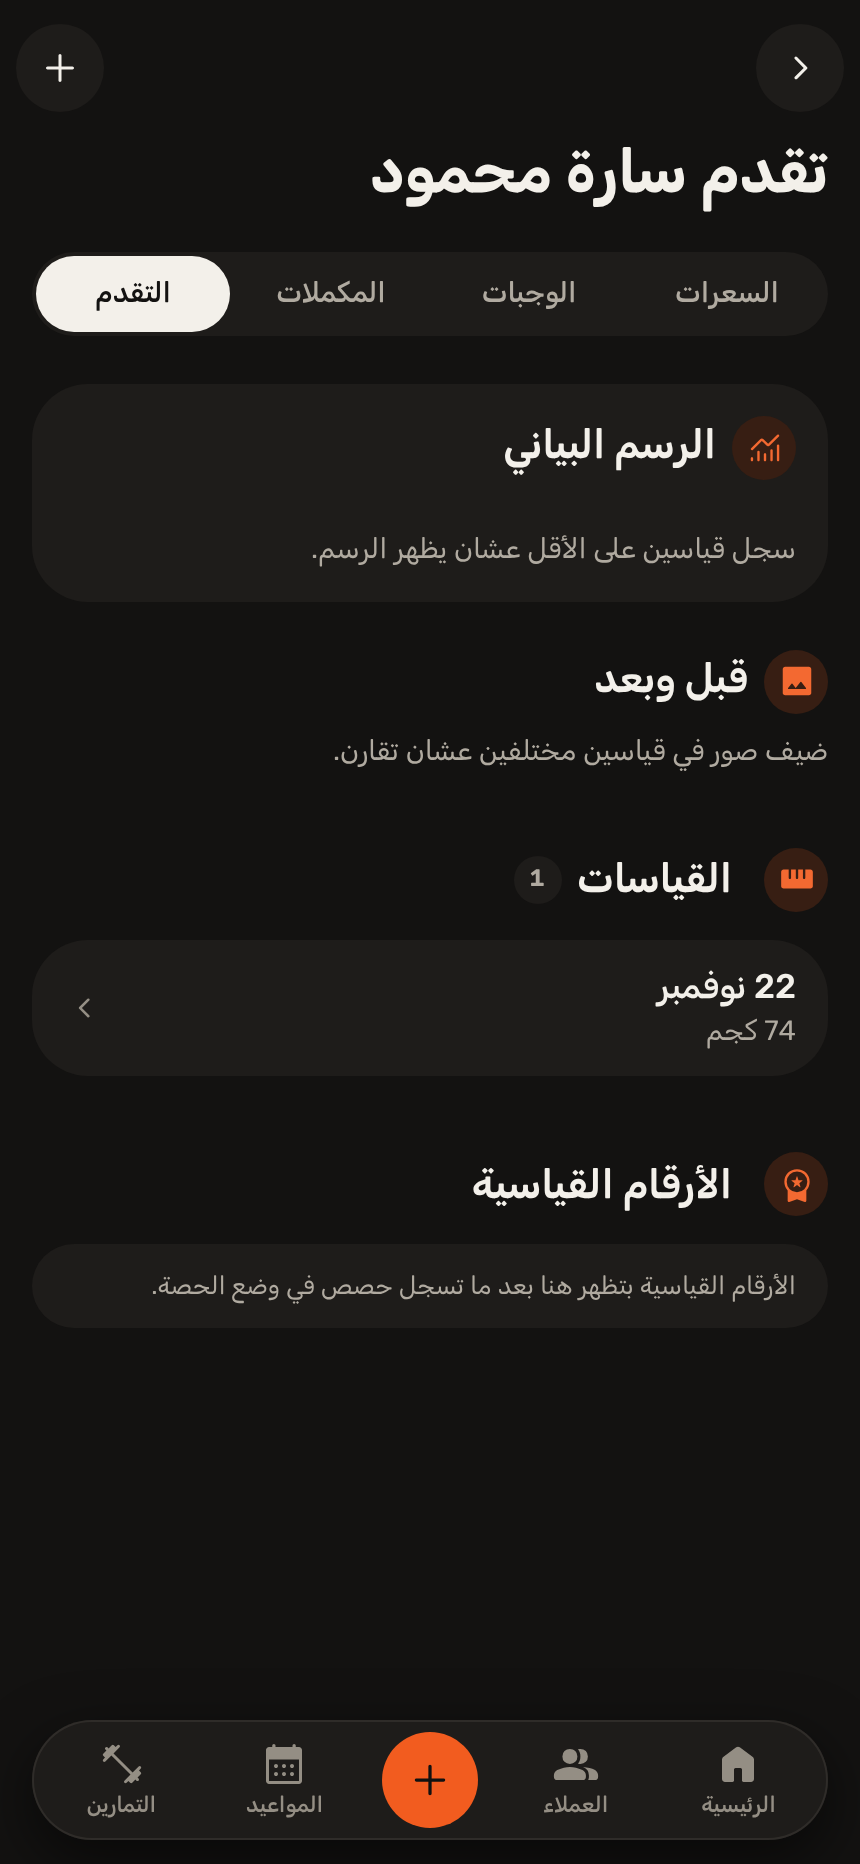 تقدم سارة محمود
السعرات
الوجبات
المكملات
التقدم
الرسم البياني
سجل قياسين على الأقل عشان يظهر الرسم.
قبل وبعد
ضيف صور في قياسين مختلفين عشان تقارن.
القياسات 1
22 نوفمبر
74 كجم
الأرقام القياسية
الأرقام القياسية بتظهر هنا بعد ما تسجل حصص في وضع الحصة.
الرئيسية
العملاء
المواعيد
التمارين